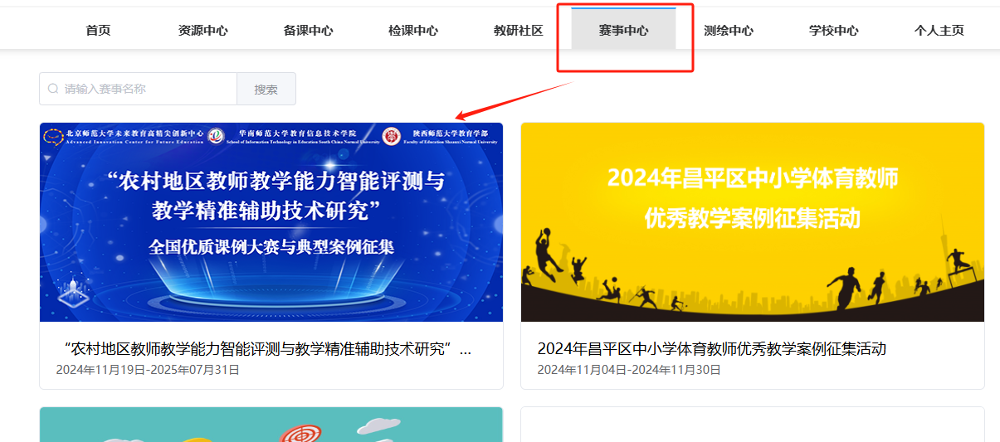 首页 资源中心 备课中心 检课中心 教研社区 赛事中心 测绘中心 学校中心 个人主页
请输入赛事名称 搜索
北京师范大学未来教育高精尖创新中心
Advanced Innovation Center for Future Education
华南师范大学教育信息技术学院
School of Information Technology in Education South China Normal University
陕西师范大学教育学部
Faculty of Education Shaanxi Normal University
“农村地区教师教学能力智能评测与
教学精准辅助技术研究”
全国优质课例大赛与典型案例征集
“农村地区教师教学能力智能评测与教学精准辅助技术研究”...
2024年11月19日-2025年07月31日
2024年昌平区中小学体育教师
优秀教学案例征集活动
2024年昌平区中小学体育教师优秀教学案例征集活动
2024年11月04日-2024年11月30日